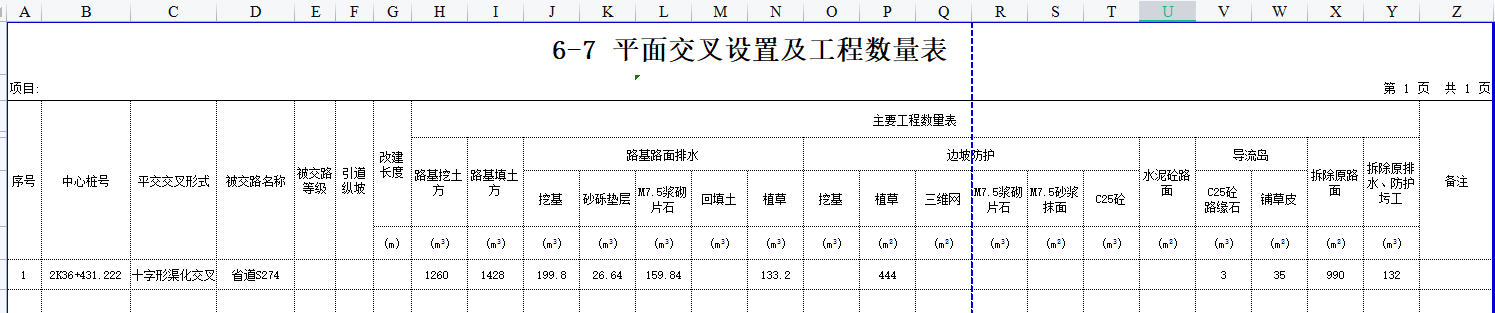 A B C D E F G H I J K L M N O P Q R S T U V W X Y Z
6-7 平面交叉设置及工程数量表
项目: 第 1 页 共 1 页
序号 中心桩号 平交交叉形式 被交路名称 被交路等级 引道纵坡 改建长度 主要工程数量表 备注
路基挖土方 路基填土方 路基路面排水 边坡防护 水泥砼路面 导流岛 拆除原路面 拆除原排水、防护圬工
挖基 砂砾垫层 M7.5浆砌片石 回填土 植草 挖基 植草 三维网 M7.5浆砌片石 M7.5砂浆抹面 C25砼 C25砼路缘石 铺草皮
(m) (m³) (m³) (m³) (m³) (m³) (m³) (m²) (m³) (m²) (m²) (m³) (m²) (m³) (m²) (m³) (m²) (m²) (m³)
1 2K36+431.222 十字形渠化交叉 省道S274 1260 1428 199.8 26.64 159.84 133.2 444 3 35 990 132